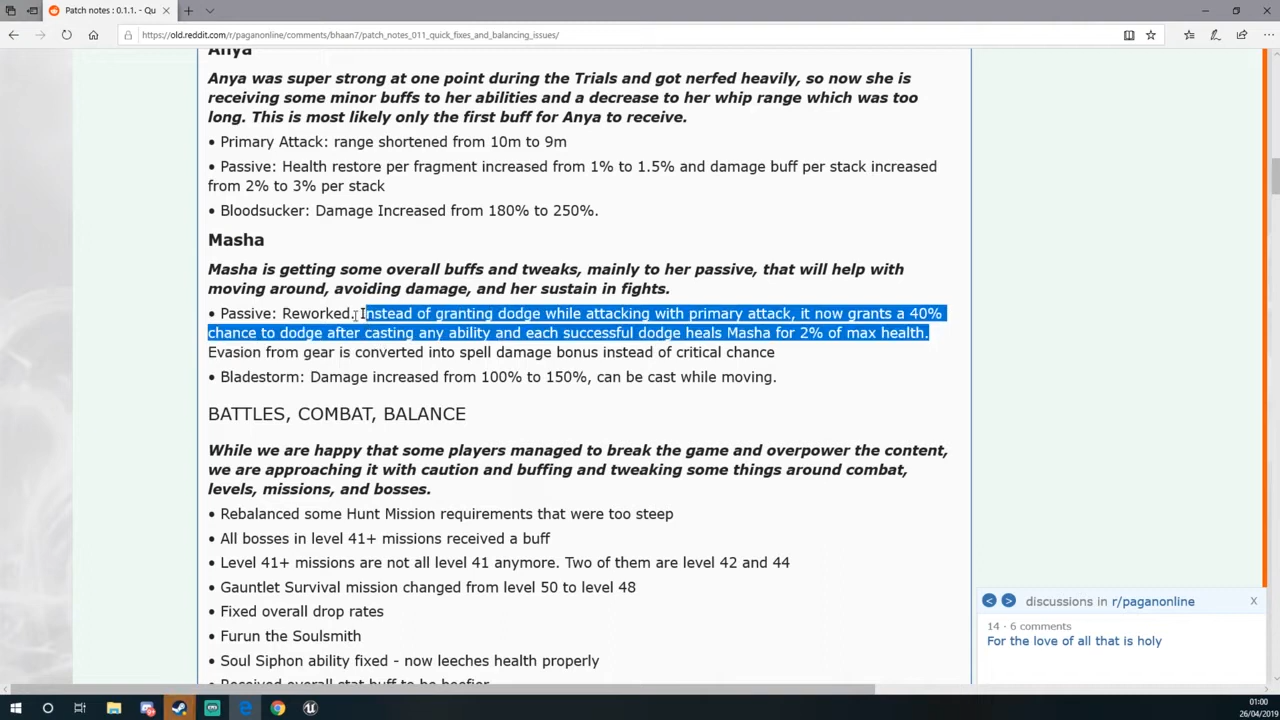 Patch notes : 0.1.1. - Qu
https://old.reddit.com/r/paganonline/comments/bhaan7/patch_notes_011_quick_fixes_and_balancing_issues/
Anya
Anya was super strong at one point during the Trials and got nerfed heavily, so now she is
receiving some minor buffs to her abilities and a decrease to her whip range which was too
long. This is most likely only the first buff for Anya to receive.
• Primary Attack: range shortened from 10m to 9m
• Passive: Health restore per fragment increased from 1% to 1.5% and damage buff per stack increased
from 2% to 3% per stack
• Bloodsucker: Damage Increased from 180% to 250%.
Masha
Masha is getting some overall buffs and tweaks, mainly to her passive, that will help with
moving around, avoiding damage, and her sustain in fights.
• Passive: Reworked. Instead of granting dodge while attacking with primary attack, it now grants a 40%
chance to dodge after casting any ability and each successful dodge heals Masha for 2% of max health.
Evasion from gear is converted into spell damage bonus instead of critical chance
• Bladestorm: Damage increased from 100% to 150%, can be cast while moving.
BATTLES, COMBAT, BALANCE
While we are happy that some players managed to break the game and overpower the content,
we are approaching it with caution and buffing and tweaking some things around combat,
levels, missions, and bosses.
• Rebalanced some Hunt Mission requirements that were too steep
• All bosses in level 41+ missions received a buff
• Level 41+ missions are not all level 41 anymore. Two of them are level 42 and 44
• Gauntlet Survival mission changed from level 50 to level 48
• Fixed overall drop rates
• Furun the Soulsmith
• Soul Siphon ability fixed - now leeches health properly
• Received overall stat buff to be beefier
discussions in r/paganonline X
14 · 6 comments
For the love of all that is holy
01:00
26/04/2019